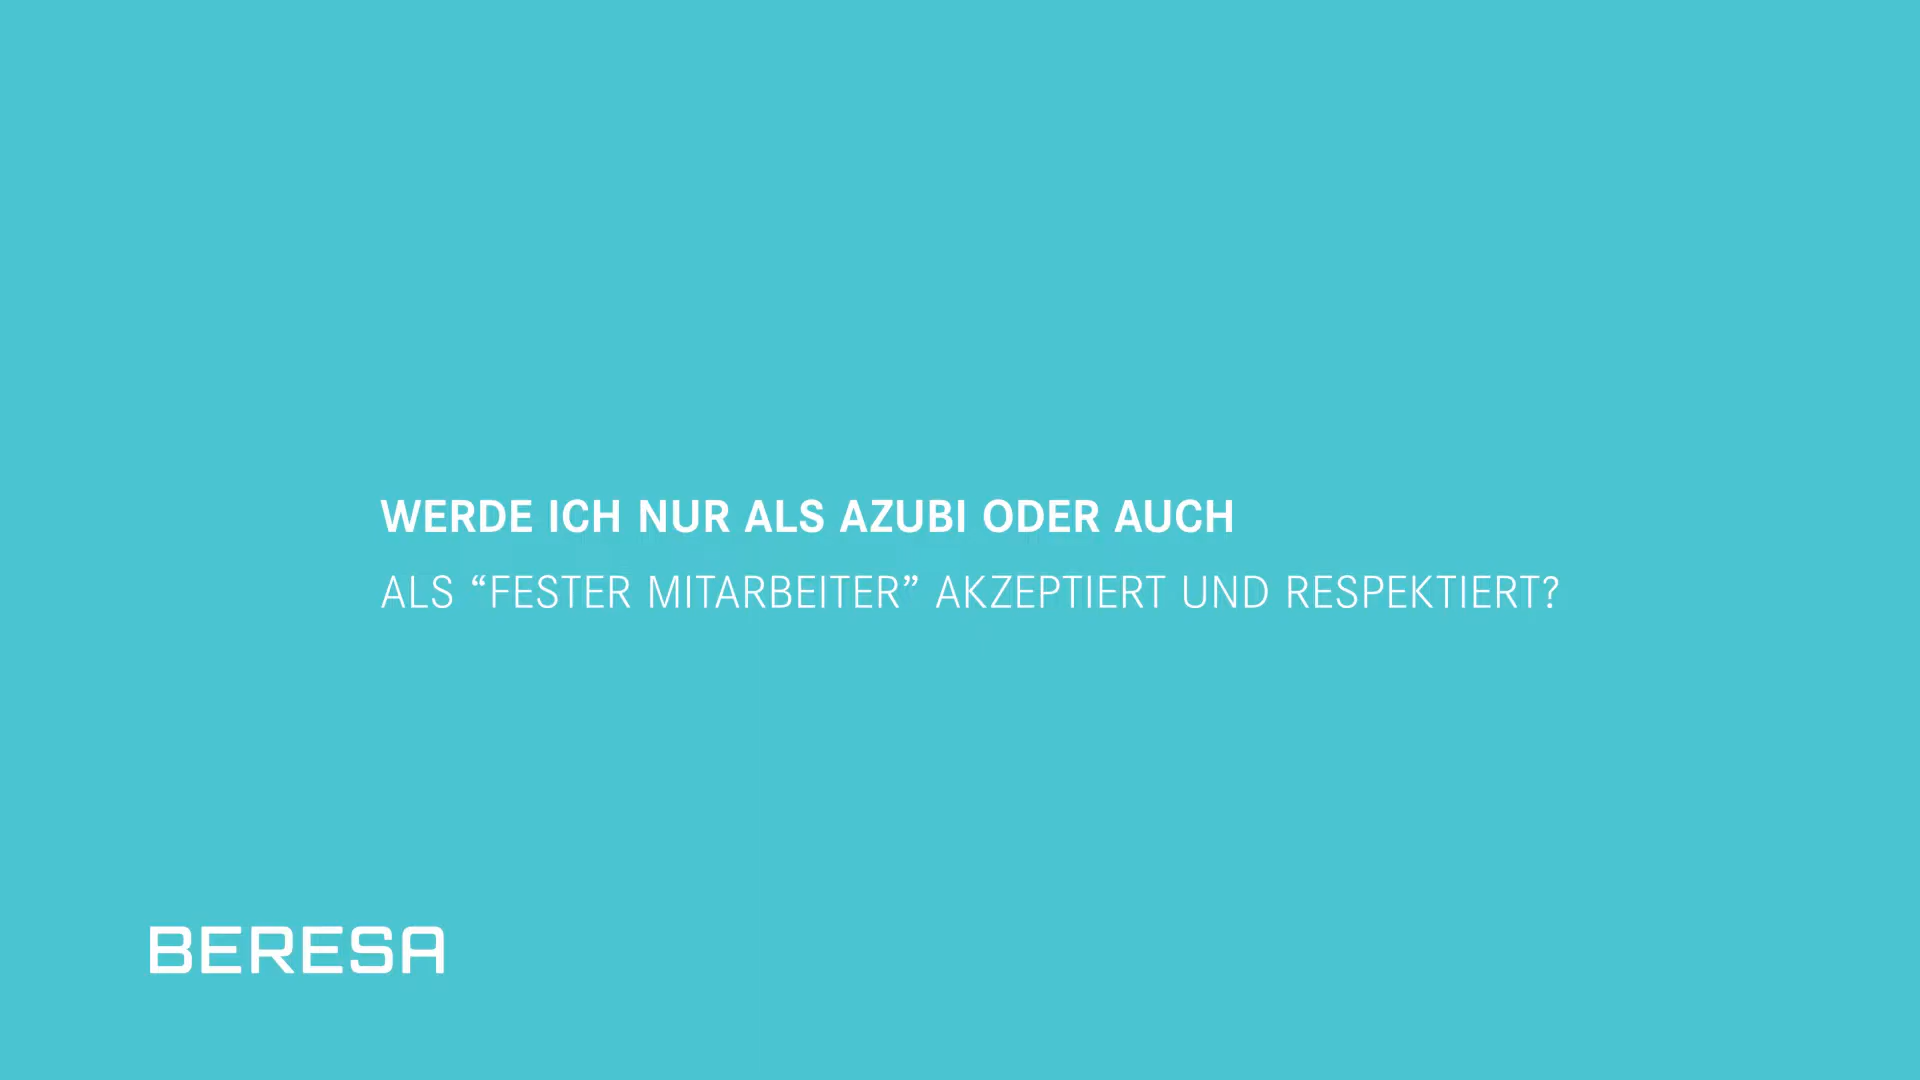 WERDE ICH NUR ALS AZUBI ODER AUCH
ALS “FESTER MITARBEITER” AKZEPTIERT UND RESPEKTIERT?
BERESA